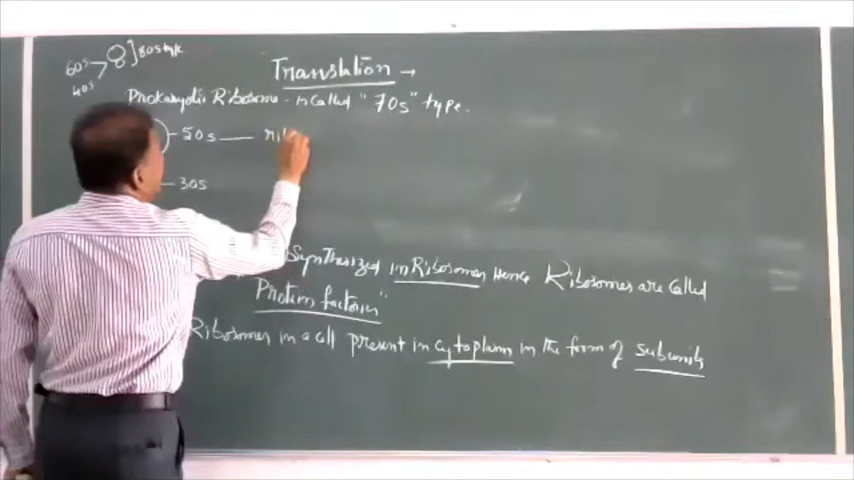 60s
40s
80s type
Translation →
Prokaryotic Ribosome - is called "70s" type.
50s — ri
30s
Synthesized in Ribosomes Hence Ribosomes are called
Protein factories"
Ribosomes in a cell present in cytoplasm in the form of subunits